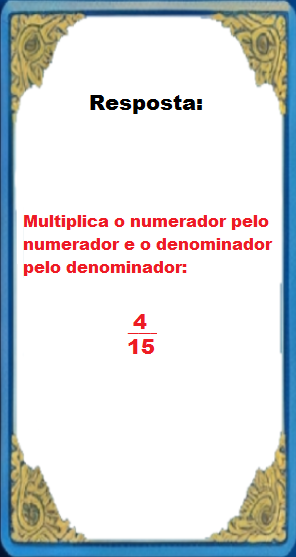 Resposta:
Multiplica o numerador pelo
numerador e o denominador
pelo denominador:
4
15